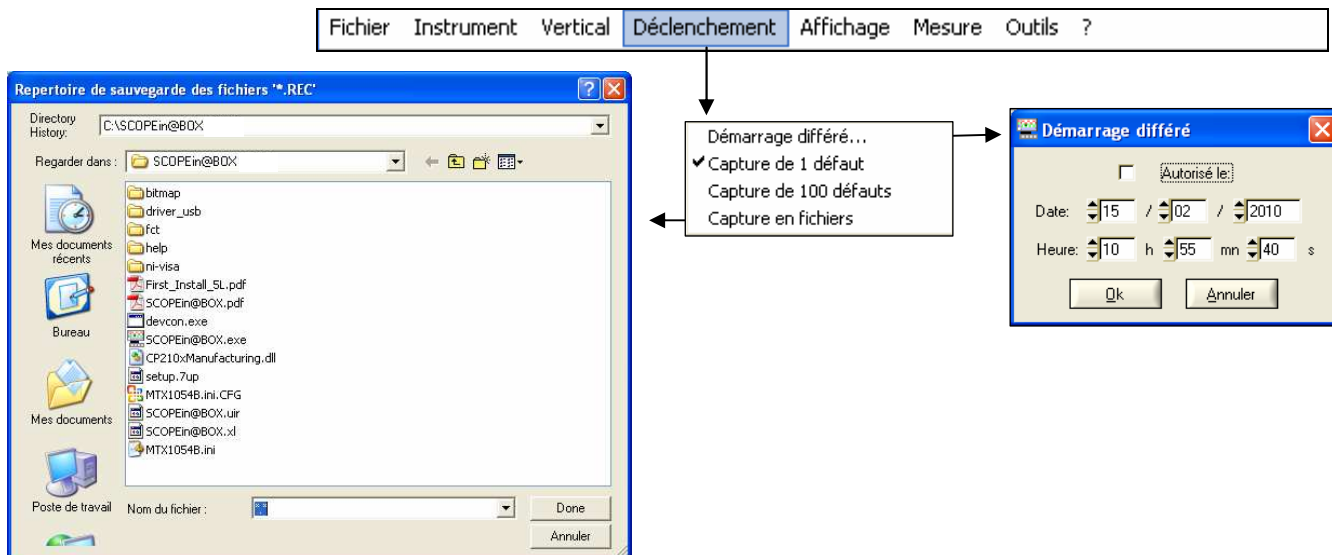 Fichier Instrument Vertical Déclenchement Affichage Mesure Outils ?
Repertoire de sauvegarde des fichiers '*.REC'
Directory
History: C:\SCOPEin@BOX
Regarder dans : SCOPEin@BOX
Mes documents
récents
Bureau
Mes documents
Poste de travail
bitmap
driver_usb
fct
help
ni-visa
First_Install_SL.pdf
SCOPEin@BOX.pdf
devcon.exe
SCOPEin@BOX.exe
CP210xManufacturing.dll
setup.7up
MTX1054B.ini.CFG
SCOPEin@BOX.uir
SCOPEin@BOX.xl
MTX1054B.ini
Nom du fichier : Done
Annuler
Démarrage différé...
Capture de 1 défaut
Capture de 100 défauts
Capture en fichiers
Démarrage différé
Autorisé le:
Date: 15 / 02 / 2010
Heure: 10 h 55 mn 40 s
Ok Annuler